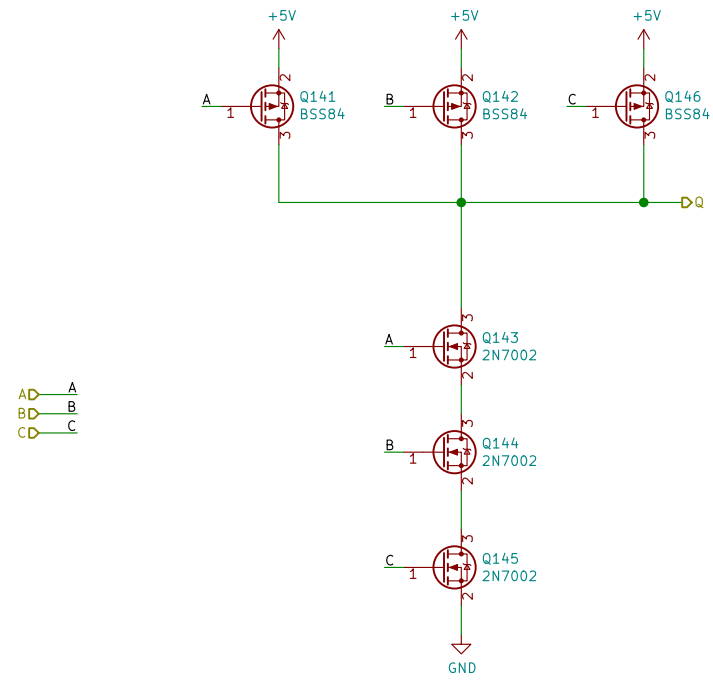 +5V +5V +5V
2 2 2
A Q141 B Q142 C Q146
1 BSS84 1 BSS84 1 BSS84
3 3 3
Q
3
A Q143
1 2N7002
2
A A
B B
C C
3
B Q144
1 2N7002
2
3
C Q145
1 2N7002
2
GND